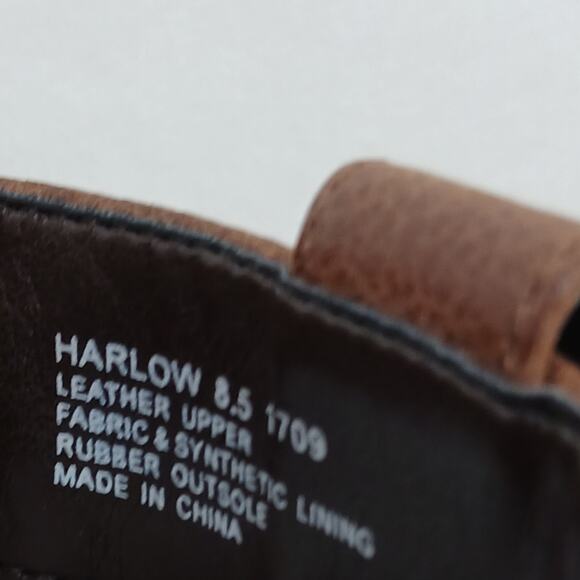 HARLOW 8.5 1709
LEATHER UPPER
FABRIC & SYNTHETIC LINING
RUBBER OUTSOLE
MADE IN CHINA